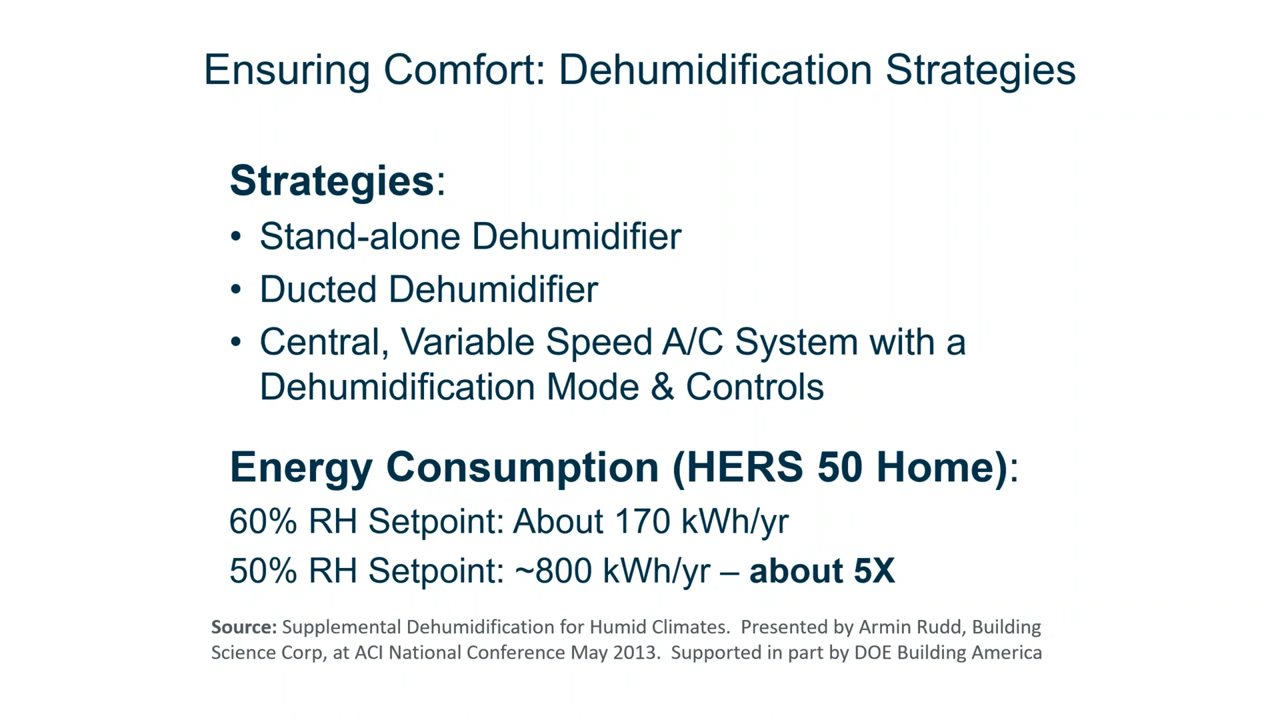 Ensuring Comfort: Dehumidification Strategies
Strategies:
• Stand-alone Dehumidifier
• Ducted Dehumidifier
• Central, Variable Speed A/C System with a
Dehumidification Mode & Controls
Energy Consumption (HERS 50 Home):
60% RH Setpoint: About 170 kWh/yr
50% RH Setpoint: ~800 kWh/yr – about 5X
Source: Supplemental Dehumidification for Humid Climates.  Presented by Armin Rudd, Building
Science Corp, at ACI National Conference May 2013.  Supported in part by DOE Building America